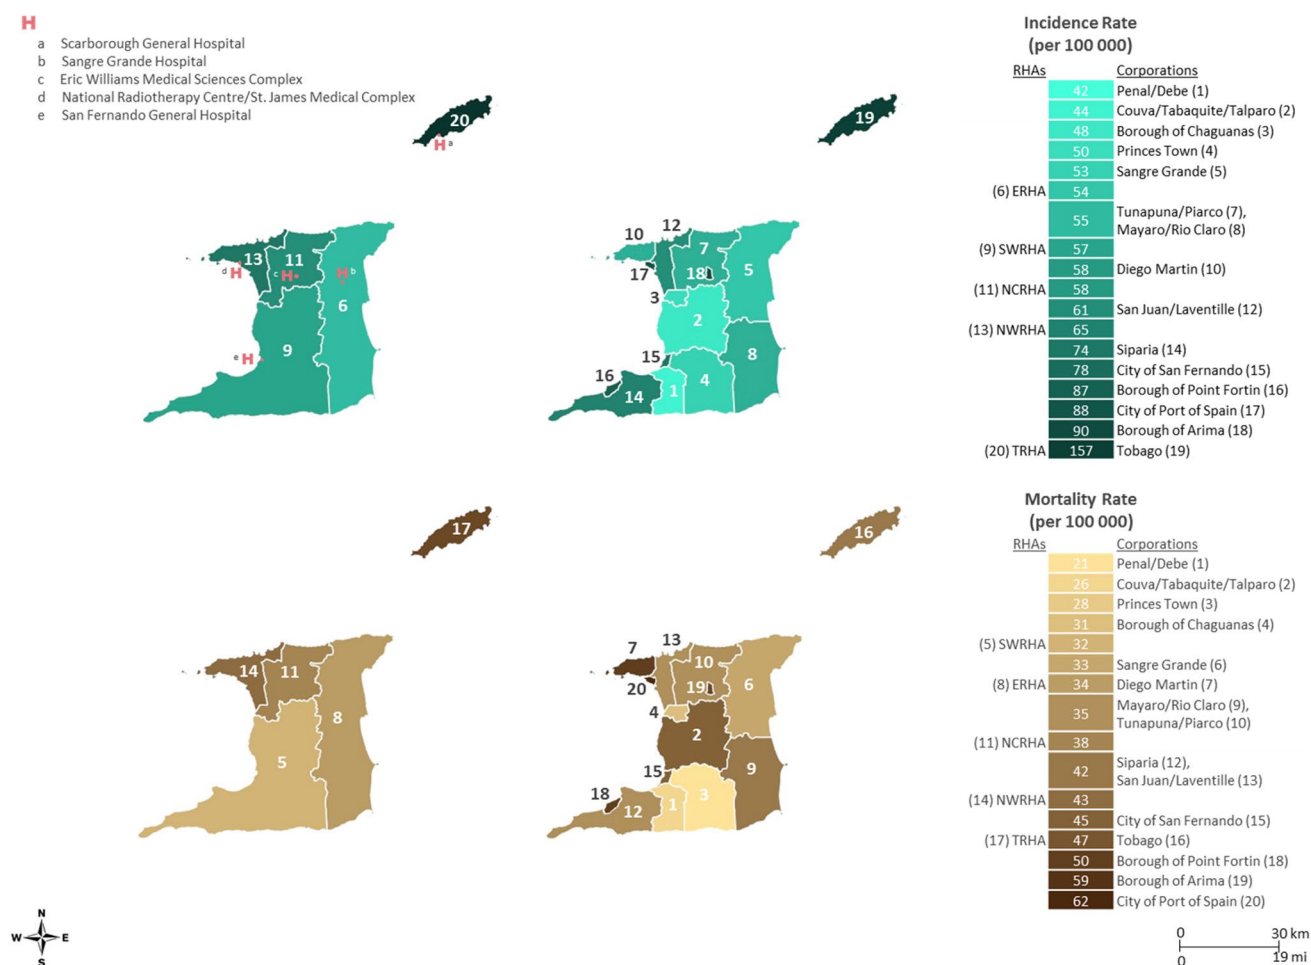 H
a Scarborough General Hospital
b Sangre Grande Hospital
c Eric Williams Medical Sciences Complex
d National Radiotherapy Centre/St. James Medical Complex
e San Fernando General Hospital
20
H a
19
13
11
d H
c H
H b
6
9
e H
10
12
7
17
18
5
3
2
15
8
16
14
1
4
Incidence Rate
(per 100 000)
RHAs Corporations
42 Penal/Debe (1)
44 Couva/Tabaquite/Talparo (2)
48 Borough of Chaguanas (3)
50 Princes Town (4)
53 Sangre Grande (5)
(6) ERHA 54
55 Tunapuna/Piarco (7),
Mayaro/Rio Claro (8)
(9) SWRHA 57
58 Diego Martin (10)
(11) NCRHA 58
61 San Juan/Laventille (12)
(13) NWRHA 65
74 Siparia (14)
78 City of San Fernando (15)
87 Borough of Point Fortin (16)
88 City of Port of Spain (17)
90 Borough of Arima (18)
(20) TRHA 157 Tobago (19)
17
16
14
11
8
5
7
13
10
20
19
6
4
2
15
9
18
12
1
3
Mortality Rate
(per 100 000)
RHAs Corporations
21 Penal/Debe (1)
26 Couva/Tabaquite/Talparo (2)
28 Princes Town (3)
31 Borough of Chaguanas (4)
(5) SWRHA 32
33 Sangre Grande (6)
(8) ERHA 34 Diego Martin (7)
35 Mayaro/Rio Claro (9),
Tunapuna/Piarco (10)
(11) NCRHA 38
42 Siparia (12),
San Juan/Laventille (13)
(14) NWRHA 43
45 City of San Fernando (15)
(17) TRHA 47 Tobago (16)
50 Borough of Point Fortin (18)
59 Borough of Arima (19)
62 City of Port of Spain (20)
N
W E
S
0 30 km
0 19 mi